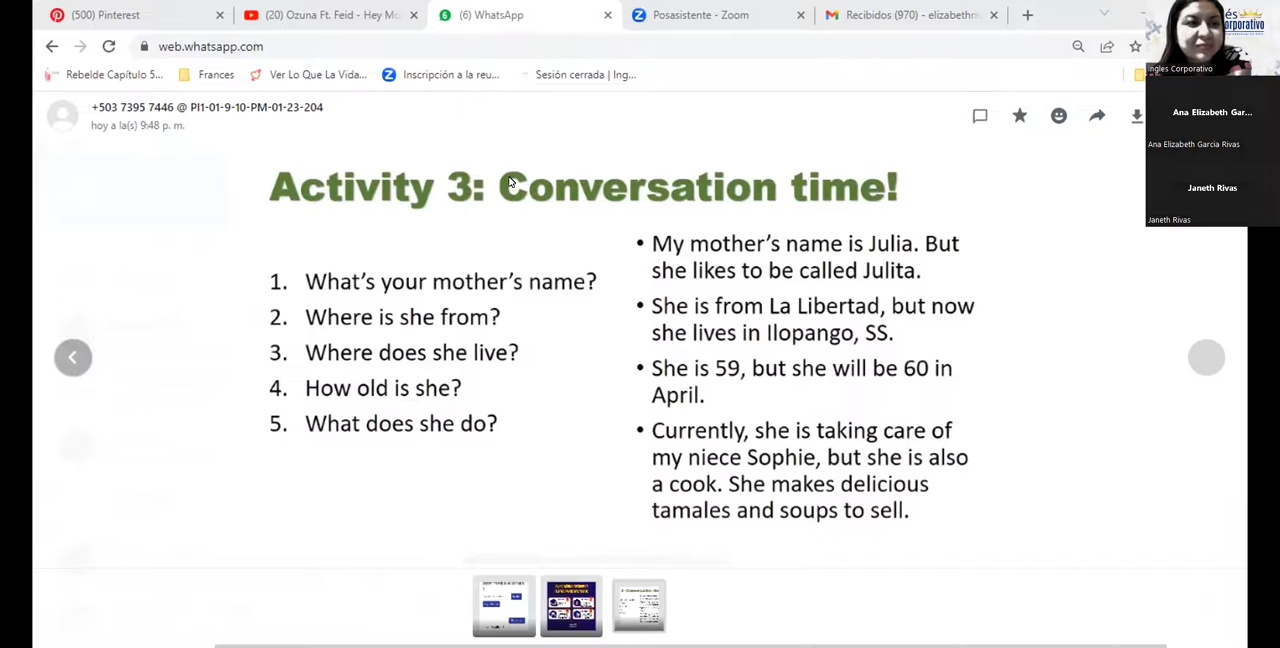 (500) Pinterest
(20) Ozuna Ft. Feid - Hey Mo
(6) WhatsApp
Posasistente - Zoom
Recibidos (970) - elizabethri
web.whatsapp.com
Rebelde Capítulo 5...
Frances
Ver Lo Que La Vida...
Inscripción a la reu...
Sesión cerrada | Ing...
és
orporativo
Ingles Corporativo
Ana Elizabeth Gar...
Ana Elizabeth Garcia Rivas
Janeth Rivas
Janeth Rivas
+503 7395 7446 @ PI1-01-9-10-PM-01-23-204
hoy a la(s) 9:48 p. m.
Activity 3: Conversation time!
1. What's your mother's name?
2. Where is she from?
3. Where does she live?
4. How old is she?
5. What does she do?
• My mother's name is Julia. But
she likes to be called Julita.
• She is from La Libertad, but now
she lives in Ilopango, SS.
• She is 59, but she will be 60 in
April.
• Currently, she is taking care of
my niece Sophie, but she is also
a cook. She makes delicious
tamales and soups to sell.